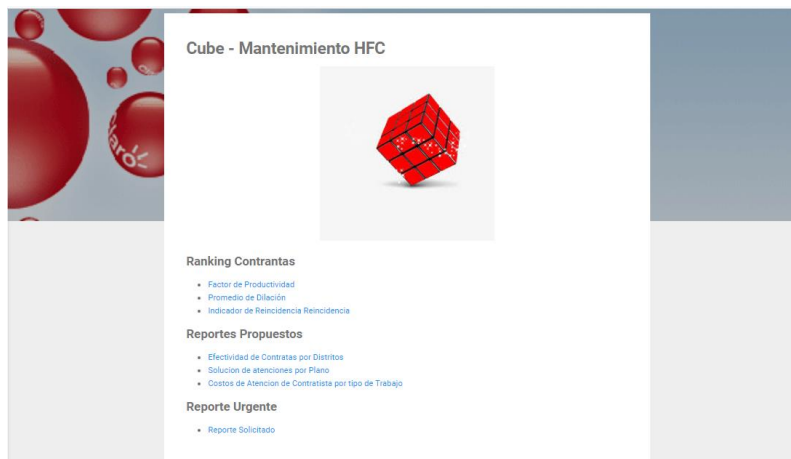 Cube - Mantenimiento HFC
Claro
Ranking Contrantas
Factor de Productividad
Promedio de Dilación
Indicador de Reincidencia Reincidencia
Reportes Propuestos
Efectividad de Contratas por Distritos
Solucion de atenciones por Plano
Costos de Atencion de Contratista por tipo de Trabajo
Reporte Urgente
Reporte Solicitado